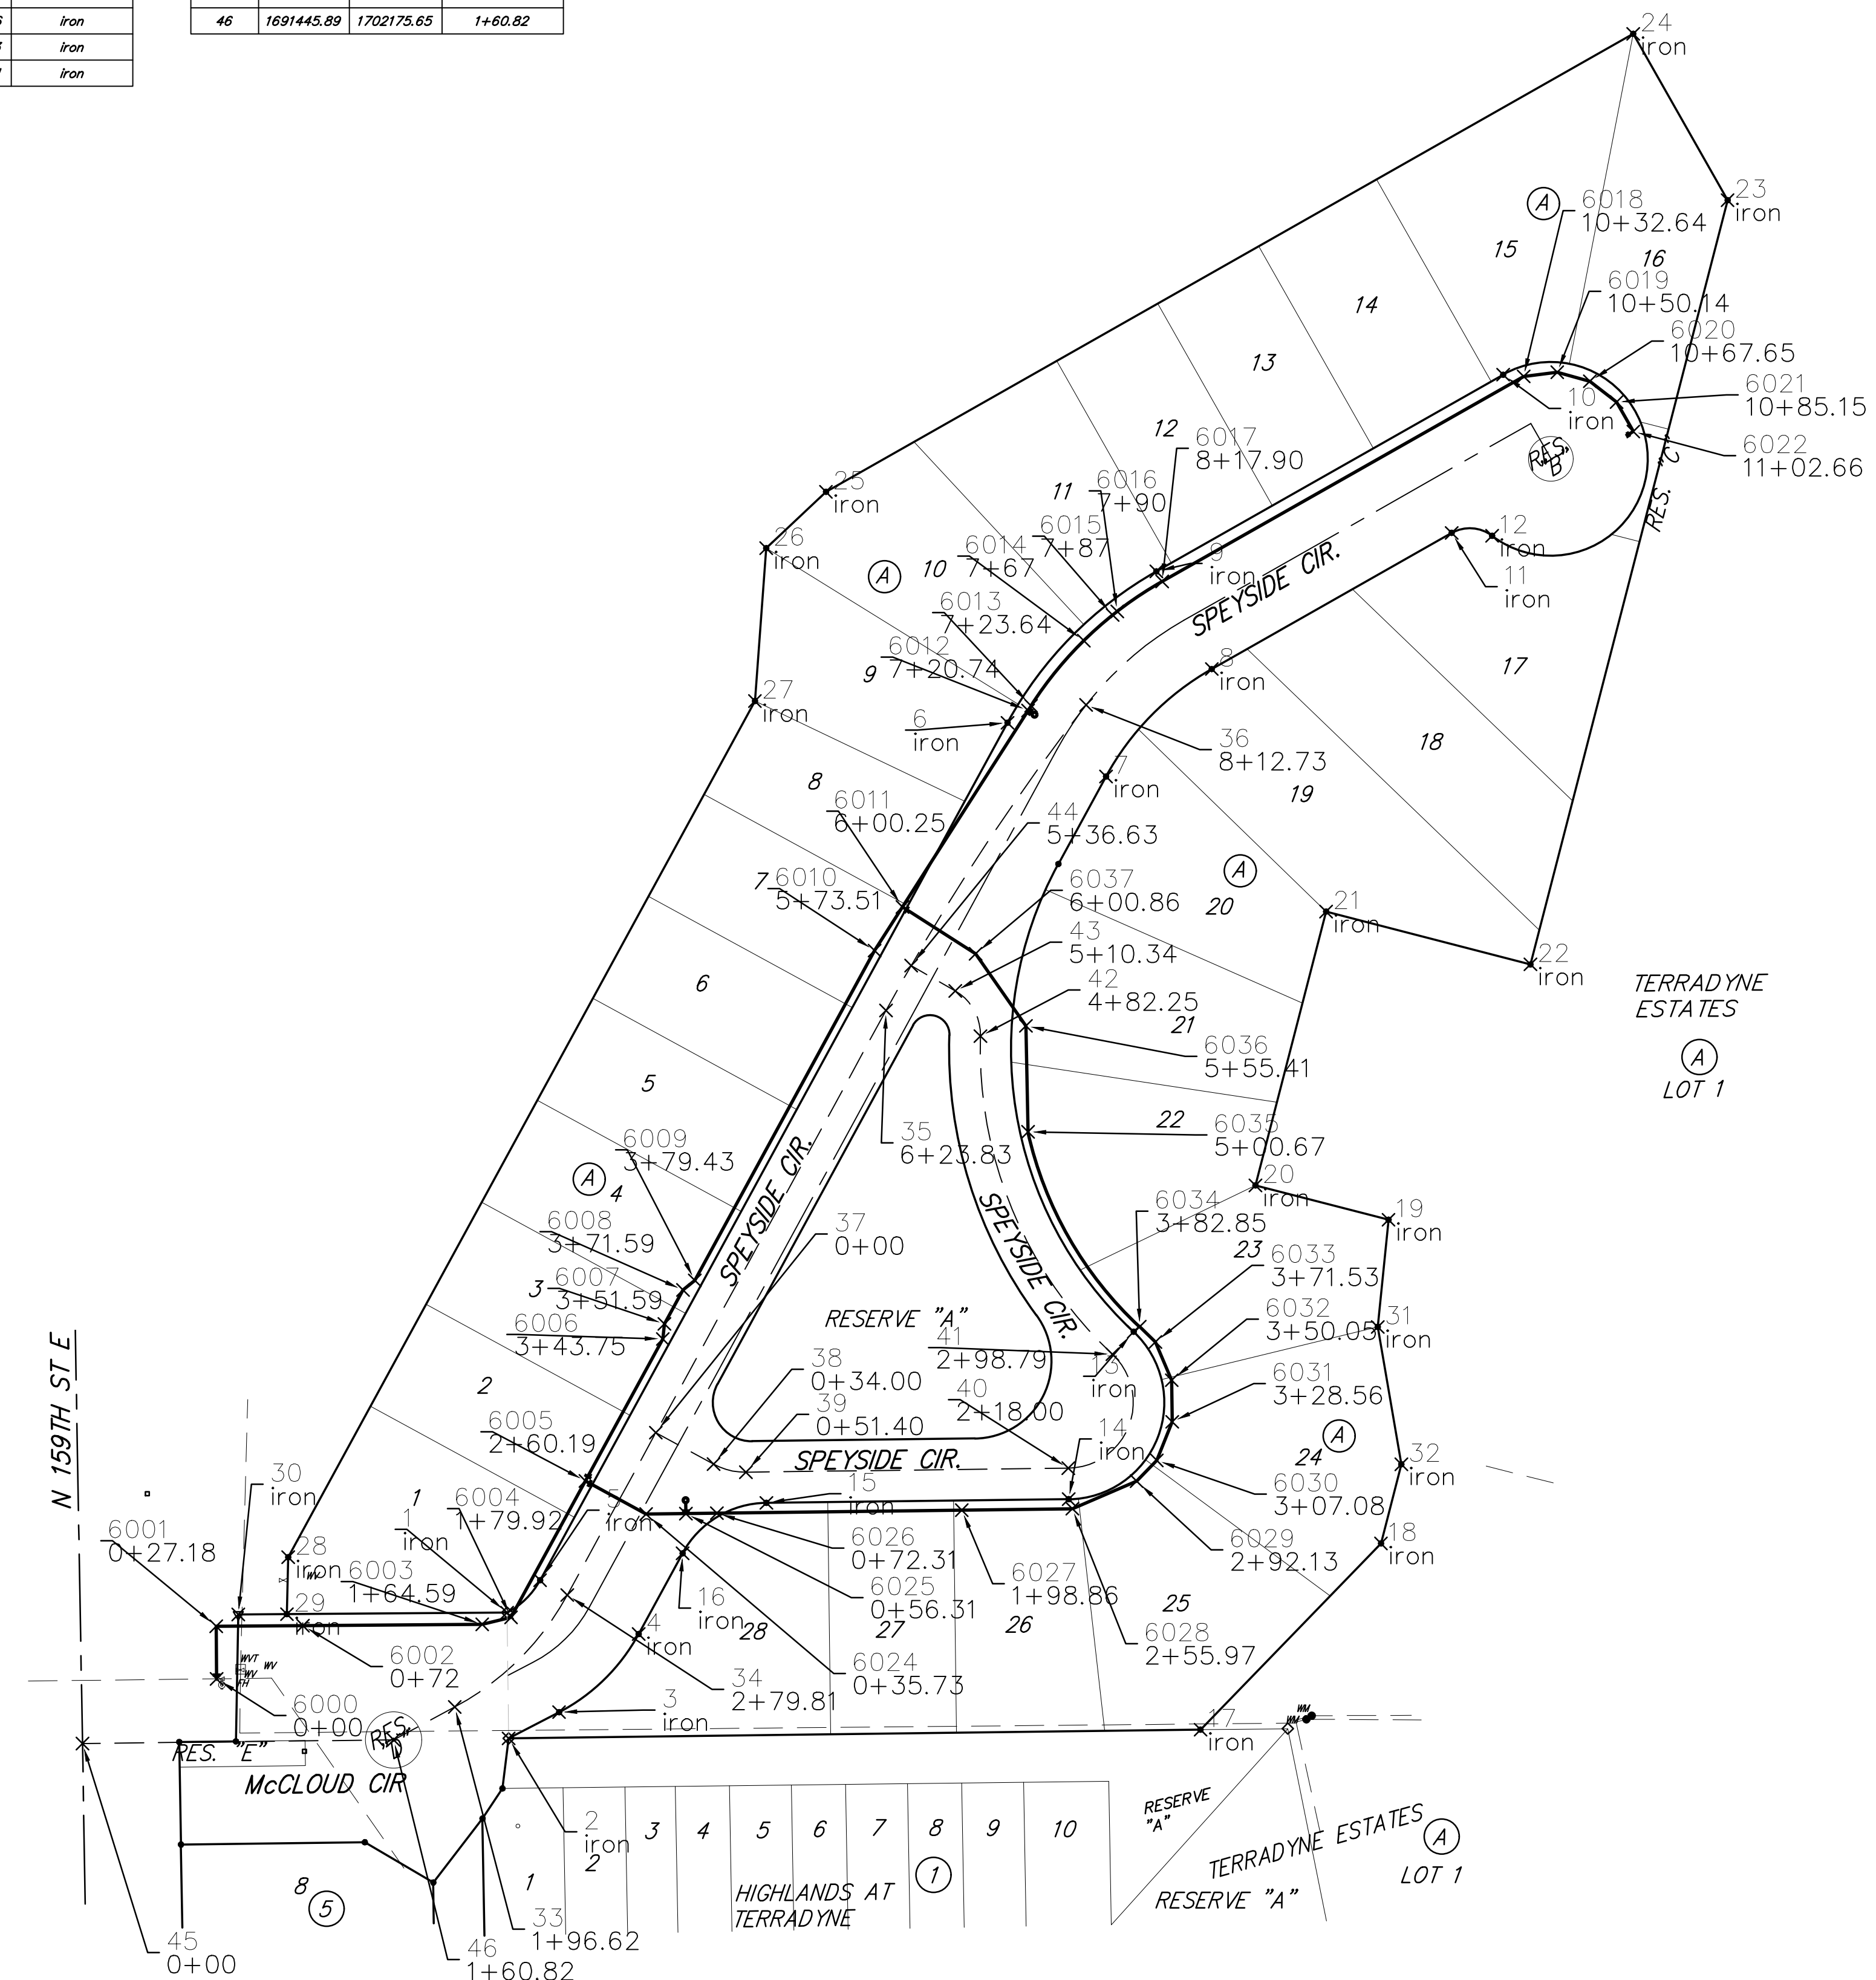 iron
iron
iron
46 1691445.89 1702175.65 1+60.82
24
iron
23
iron
A
6018
10+32.64
15
16
6019
10+50.14
6020
10+67.65
6021
10+85.15
6022
11+02.66
10
iron
RES.
"B"
RES. "C"
14
13
12
6017
8+17.90
11
6016
7+90
6015
7+87
6014
7+67
10
6013
7+23.64
9
iron
12
iron
11
iron
SPEYSIDE CIR.
25
iron
26
iron
A
6012
7+20.74
9
8
iron
17
27
iron
6
iron
36
8+12.73
18
7
iron
19
8
6011
6+00.25
44
5+36.63
A
20
7
6010
5+73.51
6037
6+00.86
43
5+10.34
42
4+82.25
21
iron
22
iron
TERRADYNE
ESTATES
A
LOT 1
6
21
6036
5+55.41
5
22
6035
5+00.67
35
6+23.83
SPEYSIDE CIR.
6009
3+79.43
A
4
20
iron
19
iron
6034
3+82.85
SPEYSIDE CIR.
6008
3+71.59
37
0+00
23
6033
3+71.53
3
6007
3+51.59
6006
3+43.75
RESERVE "A"
6032
3+50.05
31
iron
41
2+98.79
13
iron
38
0+34.00
39
0+51.40
40
2+18.00
6031
3+28.56
2
6005
2+60.19
14
iron
A
24
32
iron
SPEYSIDE CIR.
6030
3+07.08
N 159TH ST E
30
iron
1
6004
1+79.92
5
iron
15
iron
1
iron
6001
0+27.18
28
iron
WV
6003
1+64.59
6026
0+72.31
6029
2+92.13
18
iron
6025
0+56.31
6027
1+98.86
29
iron
16
iron
25
4
iron
28
27
26
6002
0+72
6028
2+55.97
WVT
WV
WV
FH
6024
0+35.73
34
2+79.81
6000
0+00
3
iron
17
iron
WM
WM
RES.
"D"
RES. "E"
McCLOUD CIR
2
iron
RESERVE
"A"
1
2
3
4
5
6
7
8
9
10
1
TERRADYNE ESTATES
A
LOT 1
8
5
HIGHLANDS AT
TERRADYNE
RESERVE "A"
33
1+96.62
45
0+00
46
1+60.82